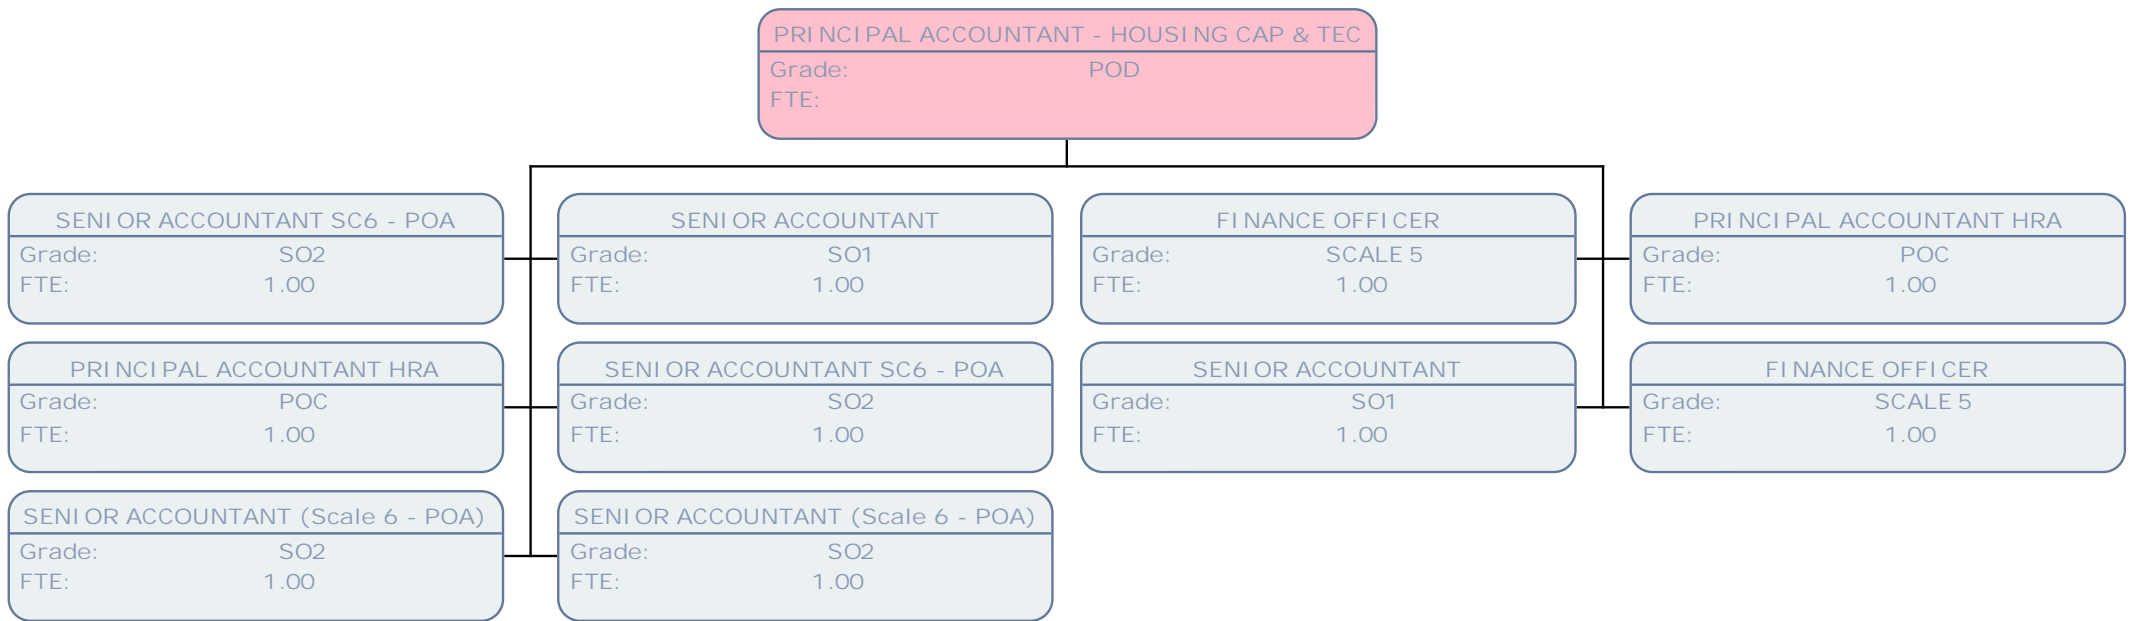 PRINCIPAL ACCOUNTANT - HOUSING CAP & TEC
Grade: POD
FTE:
SENIOR ACCOUNTANT SC6 - POA
Grade: SO2
FTE: 1.00
SENIOR ACCOUNTANT
Grade: SO1
FTE: 1.00
FINANCE OFFICER
Grade: SCALE 5
FTE: 1.00
PRINCIPAL ACCOUNTANT HRA
Grade: POC
FTE: 1.00
PRINCIPAL ACCOUNTANT HRA
Grade: POC
FTE: 1.00
SENIOR ACCOUNTANT SC6 - POA
Grade: SO2
FTE: 1.00
SENIOR ACCOUNTANT
Grade: SO1
FTE: 1.00
FINANCE OFFICER
Grade: SCALE 5
FTE: 1.00
SENIOR ACCOUNTANT (Scale 6 - POA)
Grade: SO2
FTE: 1.00
SENIOR ACCOUNTANT (Scale 6 - POA)
Grade: SO2
FTE: 1.00